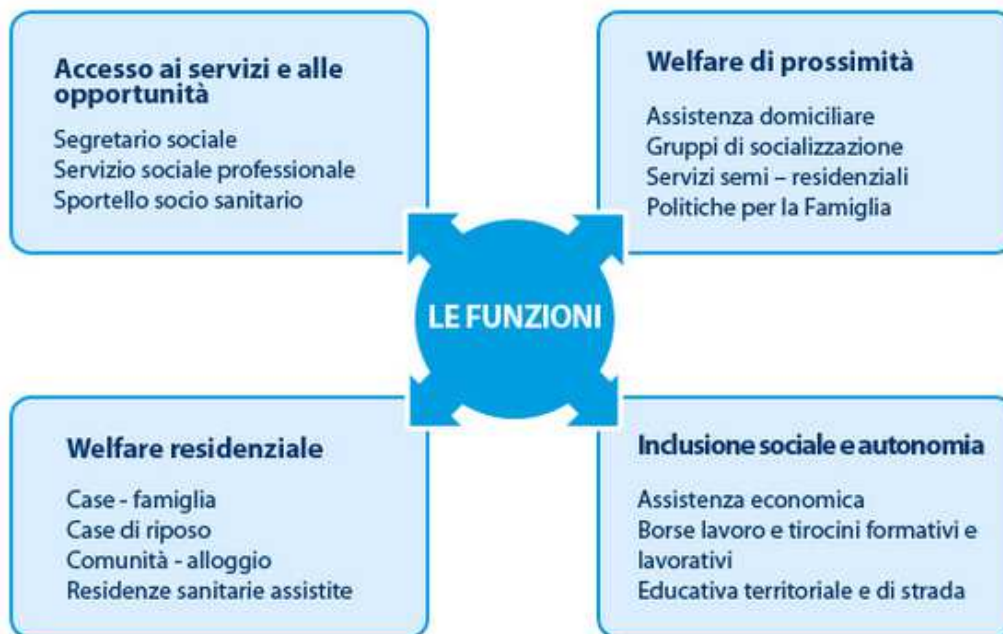 Accesso ai servizi e alle
opportunità
Segretario sociale
Servizio sociale professionale
Sportello socio sanitario
Welfare di prossimità
Assistenza domiciliare
Gruppi di socializzazione
Servizi semi – residenziali
Politiche per la Famiglia
LE FUNZIONI
Welfare residenziale
Case - famiglia
Case di riposo
Comunità - alloggio
Residenze sanitarie assistite
Inclusione sociale e autonomia
Assistenza economica
Borse lavoro e tirocini formativi e
lavorativi
Educativa territoriale e di strada